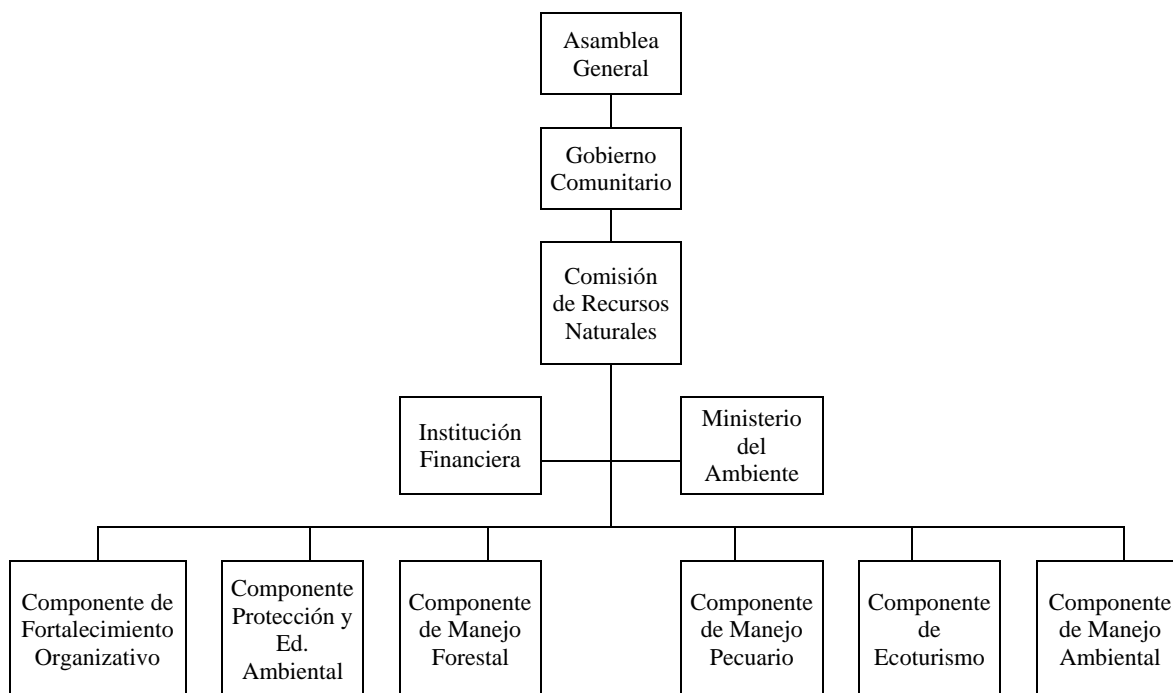 Asamblea
General
Gobierno
Comunitario
Comisión
de Recursos
Naturales
Institución
Financiera
Ministerio
del
Ambiente
Componente de
Fortalecimiento
Organizativo
Componente
Protección y
Ed.
Ambiental
Componente
de Manejo
Forestal
Componente
de Manejo
Pecuario
Componente
de
Ecoturismo
Componente
de Manejo
Ambiental